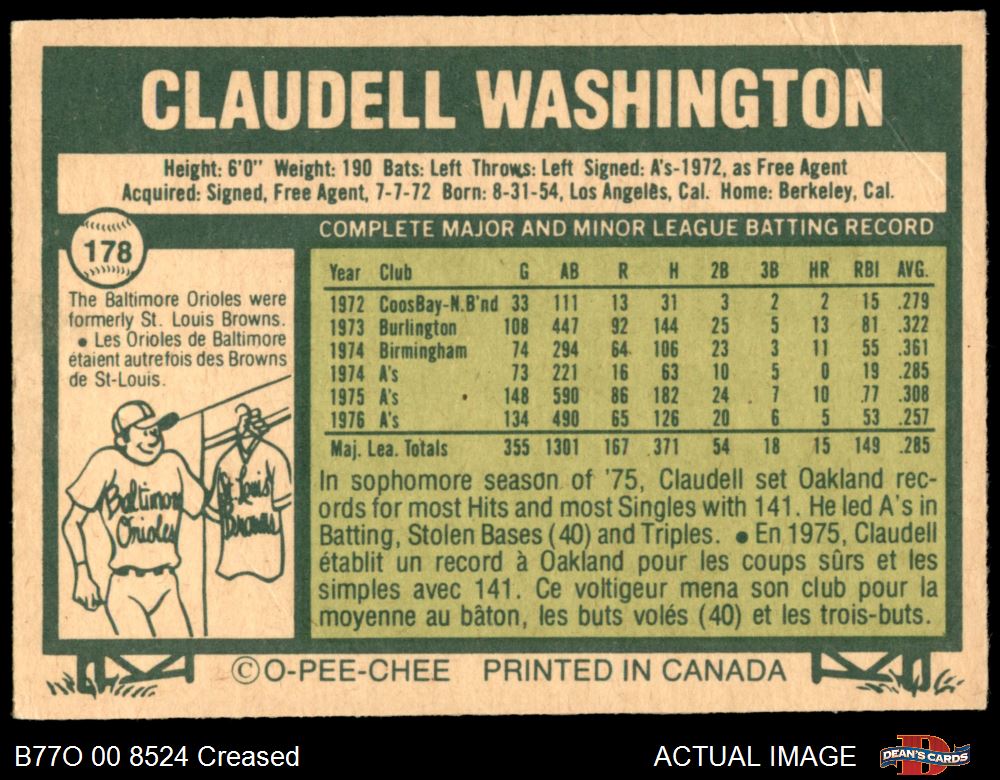 CLAUDELL WASHINGTON
Height: 6'0" Weight: 190 Bats: Left Throws: Left Signed: A's-1972, as Free Agent
Acquired: Signed, Free Agent, 7-7-72 Born: 8-31-54, Los Angeles, Cal. Home: Berkeley, Cal.
178
The Baltimore Orioles were
formerly St. Louis Browns.
● Les Orioles de Baltimore
étaient autrefois des Browns
de St-Louis.
Baltimore
Orioles
St. Louis
Browns
COMPLETE MAJOR AND MINOR LEAGUE BATTING RECORD
Year Club G AB R H 2B 3B HR RBI AVG.
1972 CoosBay-N.B'nd 33 111 13 31 3 2 2 15 .279
1973 Burlington 108 447 92 144 25 5 13 81 .322
1974 Birmingham 74 294 64 106 23 3 11 55 .361
1974 A's 73 221 16 63 10 5 0 19 .285
1975 A's 148 590 86 182 24 7 10 77 .308
1976 A's 134 490 65 126 20 6 5 53 .257
Maj. Lea. Totals 355 1301 167 371 54 18 15 149 .285
In sophomore season of '75, Claudell set Oakland rec-
ords for most Hits and most Singles with 141. He led A's in
Batting, Stolen Bases (40) and Triples. ● En 1975, Claudell
établit un record à Oakland pour les coups sûrs et les
simples avec 141. Ce voltigeur mena son club pour la
moyenne au bâton, les buts volés (40) et les trois-buts.
©O-PEE-CHEE PRINTED IN CANADA
B77O 00 8524 Creased
ACTUAL IMAGE
DEAN'S CARDS